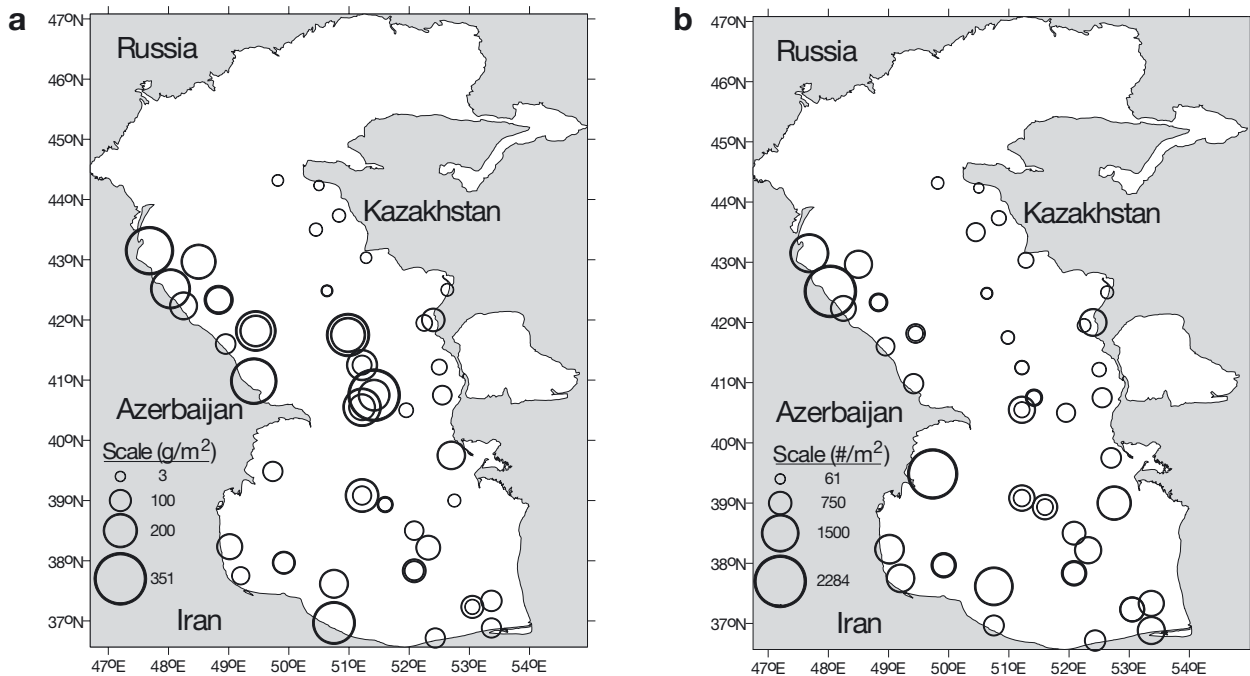 a
47ºN
Russia
46ºN
45ºN
44ºN
Kazakhstan
43ºN
42ºN
41ºN
Azerbaijan
40ºN
Scale (g/m²)
3
39ºN
100
200
38ºN
351
Iran
37ºN
47ºE 48ºE 49ºE 50ºE 51ºE 52ºE 53ºE 54ºE
b
47ºN
Russia
46ºN
45ºN
44ºN
Kazakhstan
43ºN
42ºN
41ºN
Azerbaijan
40ºN
Scale (#/m²)
61
39ºN
750
1500
38ºN
2284
Iran
37ºN
47ºE 48ºE 49ºE 50ºE 51ºE 52ºE 53ºE 54ºE